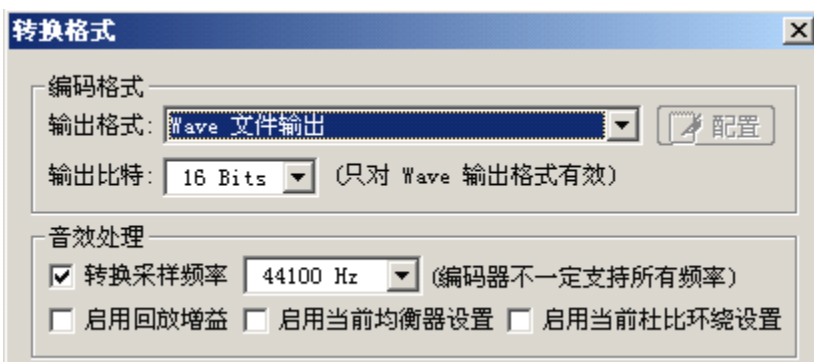 转换格式
编码格式
输出格式: Wave 文件输出 配置
输出比特: 16 Bits (只对 Wave 输出格式有效)
音效处理
转换采样频率 44100 Hz (编码器不一定支持所有频率)
启用回放增益 启用当前均衡器设置 启用当前杜比环绕设置